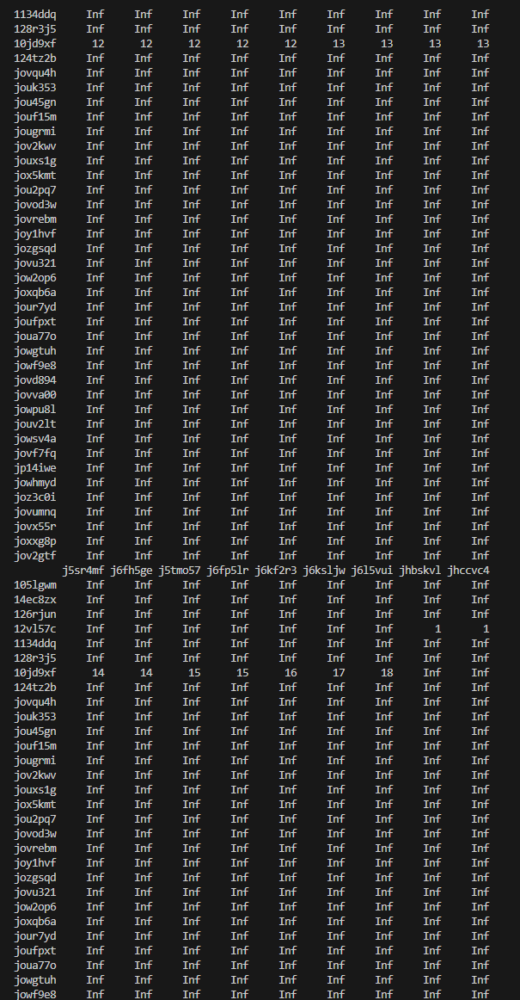 1134ddq Inf Inf Inf Inf Inf Inf Inf Inf Inf
128r3j5 Inf Inf Inf Inf Inf Inf Inf Inf Inf
10jd9xf 12 12 12 12 12 13 13 13 13
124tz2b Inf Inf Inf Inf Inf Inf Inf Inf Inf
jovqu4h Inf Inf Inf Inf Inf Inf Inf Inf Inf
jouk353 Inf Inf Inf Inf Inf Inf Inf Inf Inf
jou45gn Inf Inf Inf Inf Inf Inf Inf Inf Inf
jouf15m Inf Inf Inf Inf Inf Inf Inf Inf Inf
jougrmi Inf Inf Inf Inf Inf Inf Inf Inf Inf
jov2kwv Inf Inf Inf Inf Inf Inf Inf Inf Inf
jouxs1g Inf Inf Inf Inf Inf Inf Inf Inf Inf
jox5kmt Inf Inf Inf Inf Inf Inf Inf Inf Inf
jou2pq7 Inf Inf Inf Inf Inf Inf Inf Inf Inf
jovod3w Inf Inf Inf Inf Inf Inf Inf Inf Inf
jovrebm Inf Inf Inf Inf Inf Inf Inf Inf Inf
joy1hvf Inf Inf Inf Inf Inf Inf Inf Inf Inf
jozgsqd Inf Inf Inf Inf Inf Inf Inf Inf Inf
jovu321 Inf Inf Inf Inf Inf Inf Inf Inf Inf
jow2op6 Inf Inf Inf Inf Inf Inf Inf Inf Inf
joxqb6a Inf Inf Inf Inf Inf Inf Inf Inf Inf
jour7yd Inf Inf Inf Inf Inf Inf Inf Inf Inf
joufpxt Inf Inf Inf Inf Inf Inf Inf Inf Inf
joua77o Inf Inf Inf Inf Inf Inf Inf Inf Inf
jowgtuh Inf Inf Inf Inf Inf Inf Inf Inf Inf
jowf9e8 Inf Inf Inf Inf Inf Inf Inf Inf Inf
jovd894 Inf Inf Inf Inf Inf Inf Inf Inf Inf
jovva00 Inf Inf Inf Inf Inf Inf Inf Inf Inf
jowpu8l Inf Inf Inf Inf Inf Inf Inf Inf Inf
jouv2lt Inf Inf Inf Inf Inf Inf Inf Inf Inf
jowsv4a Inf Inf Inf Inf Inf Inf Inf Inf Inf
jovf7fq Inf Inf Inf Inf Inf Inf Inf Inf Inf
jp14iwe Inf Inf Inf Inf Inf Inf Inf Inf Inf
jowhmyd Inf Inf Inf Inf Inf Inf Inf Inf Inf
joz3c0i Inf Inf Inf Inf Inf Inf Inf Inf Inf
jovumnq Inf Inf Inf Inf Inf Inf Inf Inf Inf
jovx55r Inf Inf Inf Inf Inf Inf Inf Inf Inf
joxxg8p Inf Inf Inf Inf Inf Inf Inf Inf Inf
jov2gtf Inf Inf Inf Inf Inf Inf Inf Inf Inf
j5sr4mf j6fh5ge j5tmo57 j6fp5lr j6kf2r3 j6ksljw j6l5vui jhbskvl jhccvc4
105lgwm Inf Inf Inf Inf Inf Inf Inf Inf Inf
14ec8zx Inf Inf Inf Inf Inf Inf Inf Inf Inf
126rjun Inf Inf Inf Inf Inf Inf Inf Inf Inf
12vl57c Inf Inf Inf Inf Inf Inf Inf 1 1
1134ddq Inf Inf Inf Inf Inf Inf Inf Inf Inf
128r3j5 Inf Inf Inf Inf Inf Inf Inf Inf Inf
10jd9xf 14 14 15 15 16 17 18 Inf Inf
124tz2b Inf Inf Inf Inf Inf Inf Inf Inf Inf
jovqu4h Inf Inf Inf Inf Inf Inf Inf Inf Inf
jouk353 Inf Inf Inf Inf Inf Inf Inf Inf Inf
jou45gn Inf Inf Inf Inf Inf Inf Inf Inf Inf
jouf15m Inf Inf Inf Inf Inf Inf Inf Inf Inf
jougrmi Inf Inf Inf Inf Inf Inf Inf Inf Inf
jov2kwv Inf Inf Inf Inf Inf Inf Inf Inf Inf
jouxs1g Inf Inf Inf Inf Inf Inf Inf Inf Inf
jox5kmt Inf Inf Inf Inf Inf Inf Inf Inf Inf
jou2pq7 Inf Inf Inf Inf Inf Inf Inf Inf Inf
jovod3w Inf Inf Inf Inf Inf Inf Inf Inf Inf
jovrebm Inf Inf Inf Inf Inf Inf Inf Inf Inf
joy1hvf Inf Inf Inf Inf Inf Inf Inf Inf Inf
jozgsqd Inf Inf Inf Inf Inf Inf Inf Inf Inf
jovu321 Inf Inf Inf Inf Inf Inf Inf Inf Inf
jow2op6 Inf Inf Inf Inf Inf Inf Inf Inf Inf
joxqb6a Inf Inf Inf Inf Inf Inf Inf Inf Inf
jour7yd Inf Inf Inf Inf Inf Inf Inf Inf Inf
joufpxt Inf Inf Inf Inf Inf Inf Inf Inf Inf
joua77o Inf Inf Inf Inf Inf Inf Inf Inf Inf
jowgtuh Inf Inf Inf Inf Inf Inf Inf Inf Inf
jowf9e8 Inf Inf Inf Inf Inf Inf Inf Inf Inf